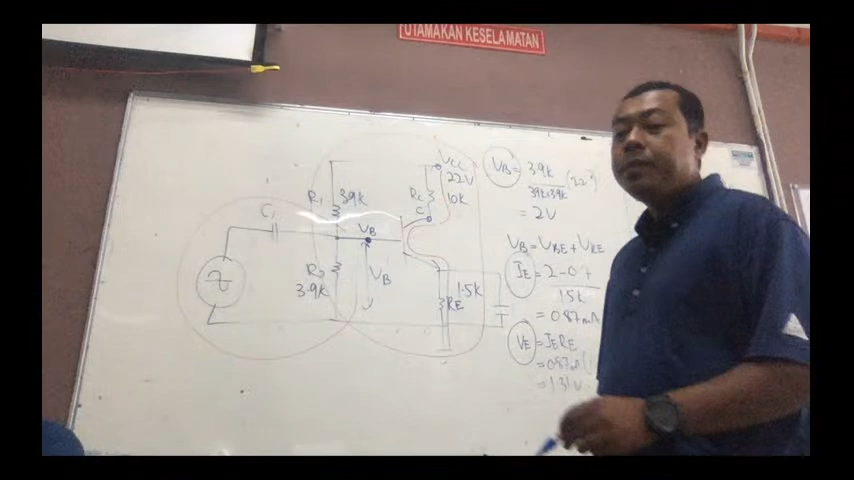 UTAMAKAN KESELAMATAN
C1
R1
39k
R2
3.9k
VB
VB
VCC
22V
RC
10k
C
1.5k
RE
VB = 3.9k / 39k+3.9k (22)
= 2V
VB = VBE + VRE
IE = 2-0.7 / 1.5k
= 0.87mA
VE = IERE
= 0.87m(
= 1.31V